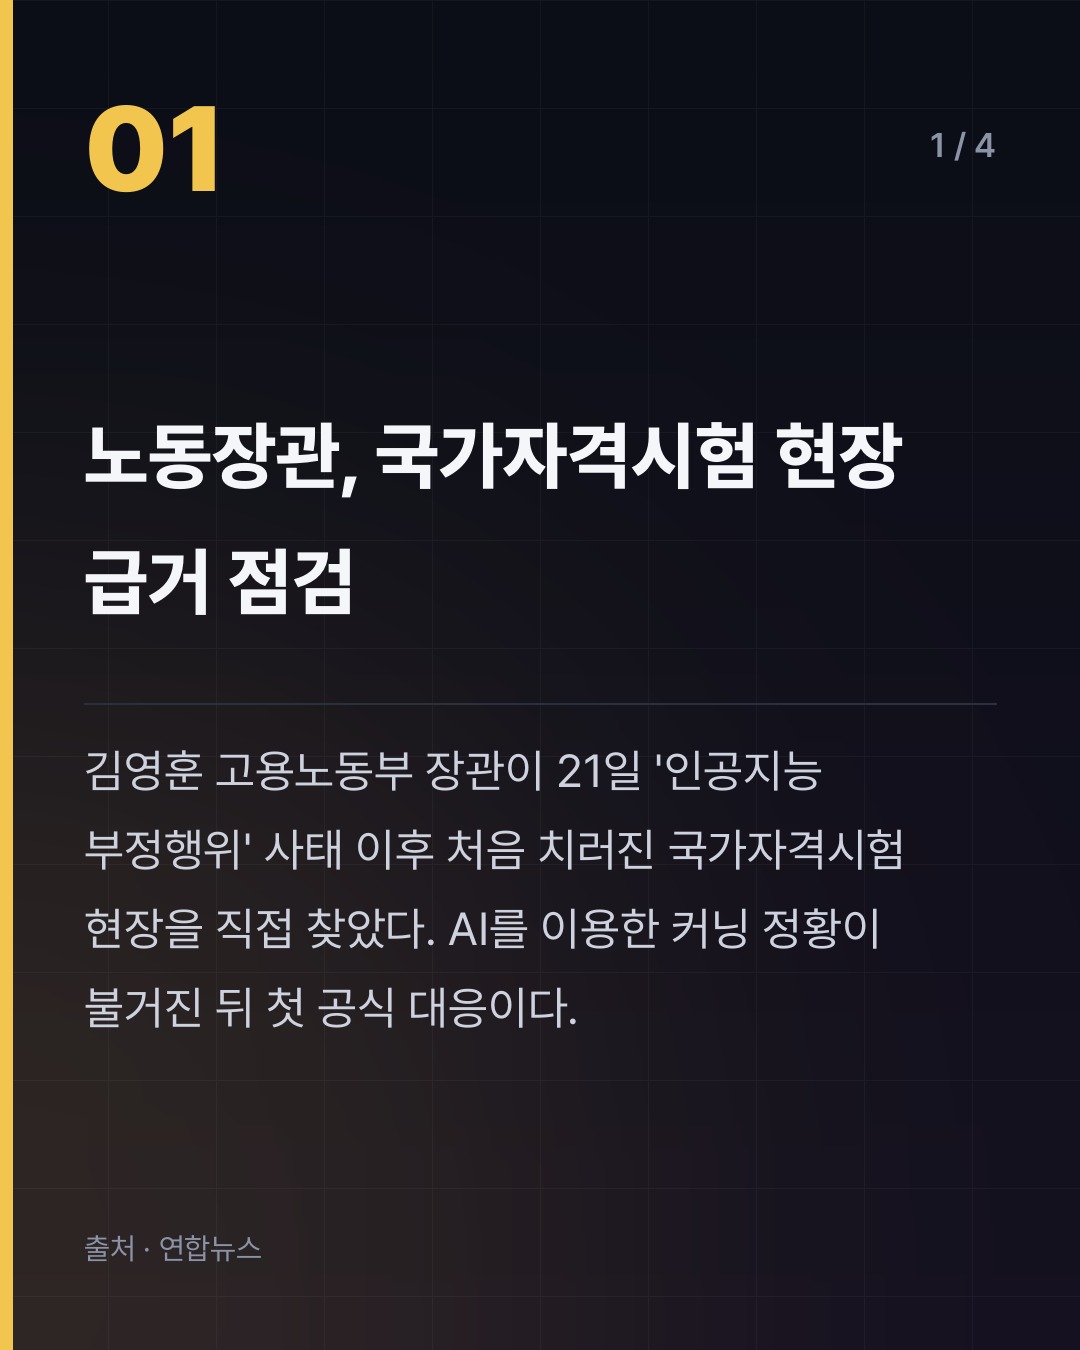 01
1 / 4
노동장관, 국가자격시험 현장
급거 점검
김영훈 고용노동부 장관이 21일 '인공지능
부정행위' 사태 이후 처음 치러진 국가자격시험
현장을 직접 찾았다. AI를 이용한 커닝 정황이
불거진 뒤 첫 공식 대응이다.
출처 · 연합뉴스